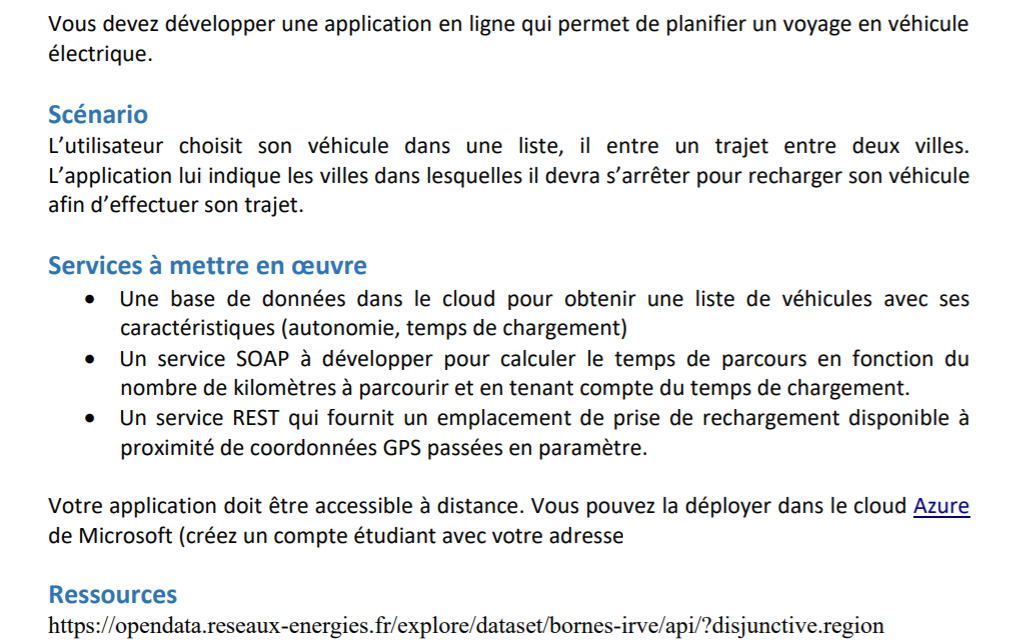 Vous devez développer une application en ligne qui permet de planifier un voyage en véhicule
électrique.
Scénario
L’utilisateur choisit son véhicule dans une liste, il entre un trajet entre deux villes.
L’application lui indique les villes dans lesquelles il devra s’arrêter pour recharger son véhicule
afin d’effectuer son trajet.
Services à mettre en œuvre
• Une base de données dans le cloud pour obtenir une liste de véhicules avec ses
caractéristiques (autonomie, temps de chargement)
• Un service SOAP à développer pour calculer le temps de parcours en fonction du
nombre de kilomètres à parcourir et en tenant compte du temps de chargement.
• Un service REST qui fournit un emplacement de prise de rechargement disponible à
proximité de coordonnées GPS passées en paramètre.
Votre application doit être accessible à distance. Vous pouvez la déployer dans le cloud Azure
de Microsoft (créez un compte étudiant avec votre adresse
Ressources
https://opendata.reseaux-energies.fr/explore/dataset/bornes-irve/api/?disjunctive.region